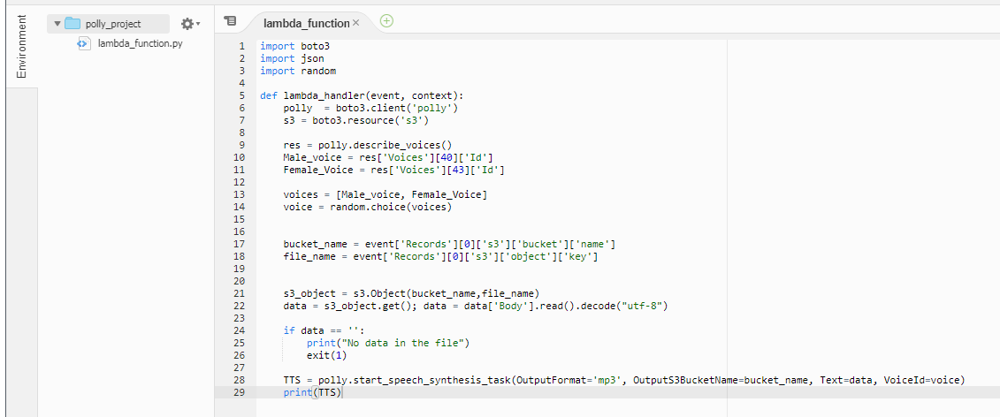 Environment
polly_project
lambda_function.py
lambda_function
1 import boto3
2 import json
3 import random
4
5 def lambda_handler(event, context):
6     polly  = boto3.client('polly')
7     s3 = boto3.resource('s3')
8
9     res = polly.describe_voices()
10     Male_voice = res['Voices'][40]['Id']
11     Female_Voice = res['Voices'][43]['Id']
12
13     voices = [Male_voice, Female_Voice]
14     voice = random.choice(voices)
15
16
17     bucket_name = event['Records'][0]['s3']['bucket']['name']
18     file_name = event['Records'][0]['s3']['object']['key']
19
20
21     s3_object = s3.Object(bucket_name,file_name)
22     data = s3_object.get(); data = data['Body'].read().decode("utf-8")
23
24     if data == '':
25         print("No data in the file")
26         exit(1)
27
28     TTS = polly.start_speech_synthesis_task(OutputFormat='mp3', OutputS3BucketName=bucket_name, Text=data, VoiceId=voice)
29     print(TTS)